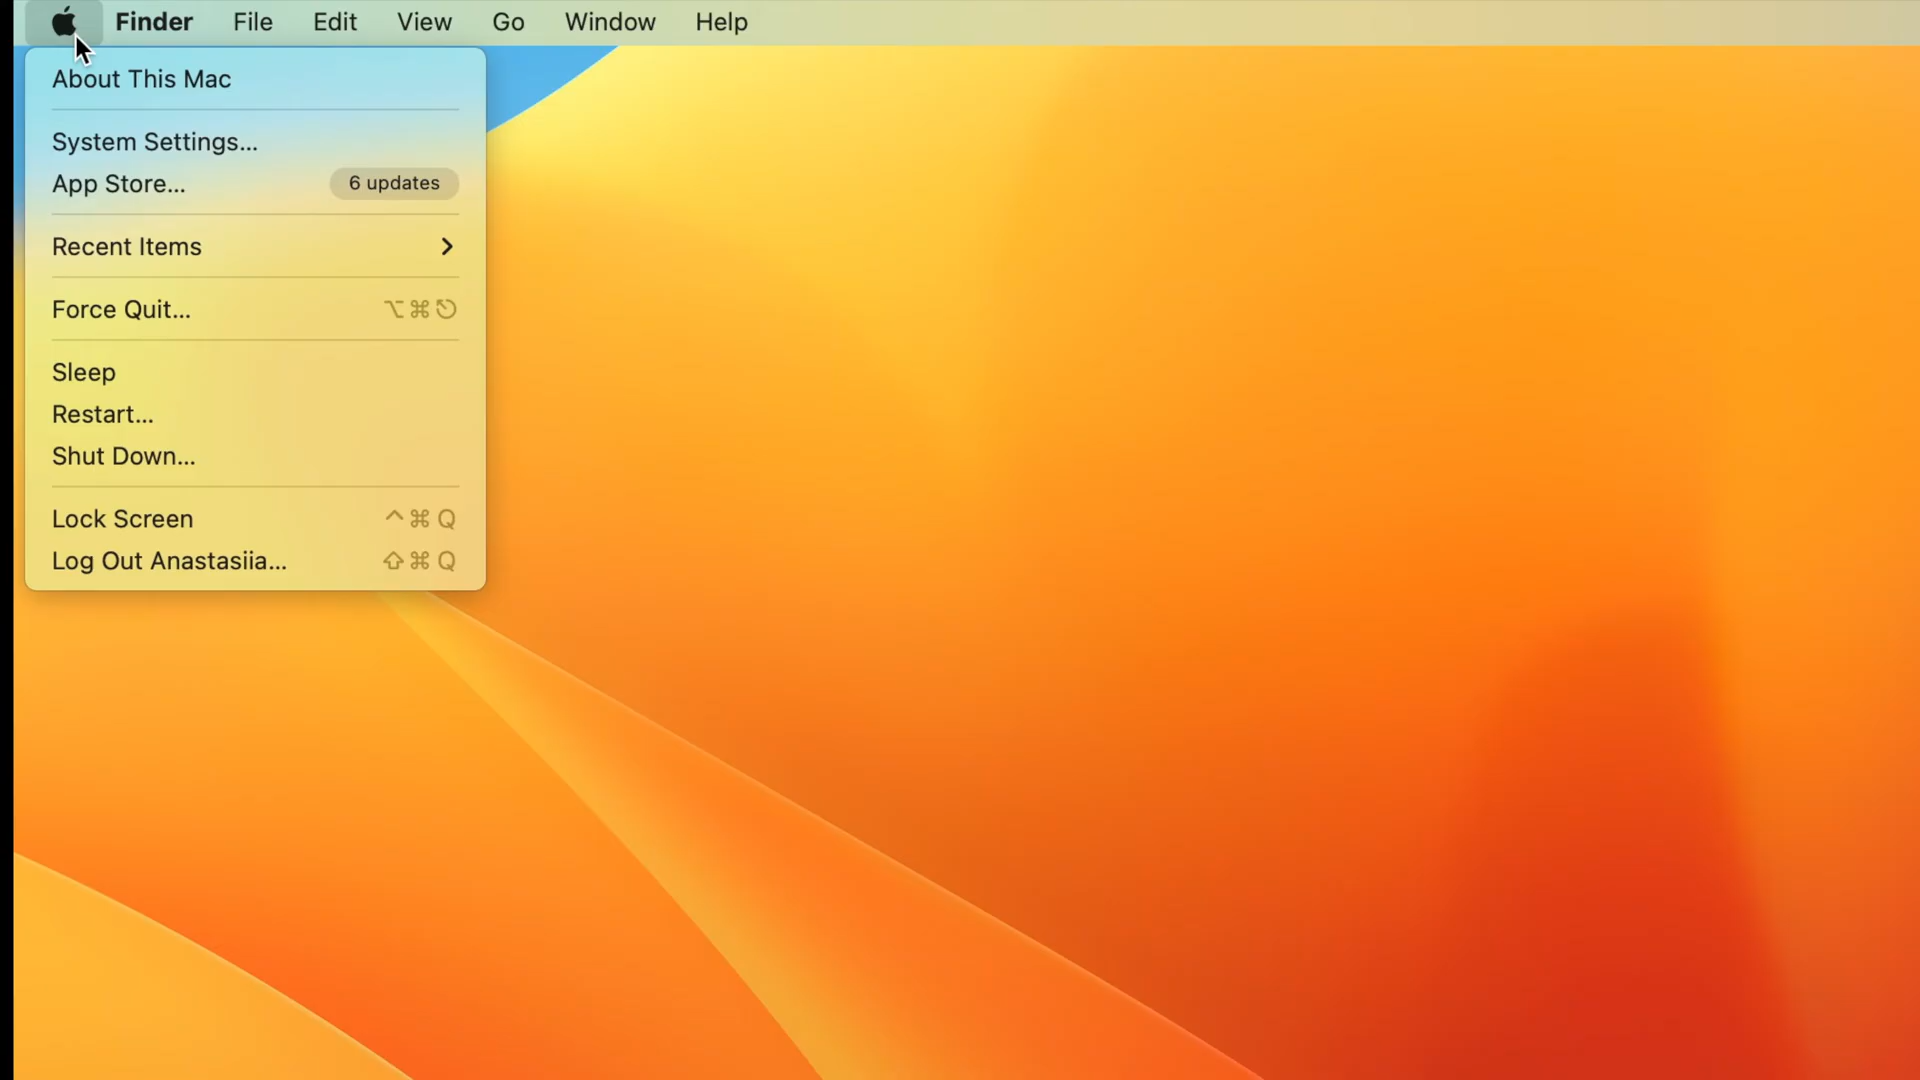 Finder File Edit View Go Window Help
About This Mac
System Settings...
App Store... 6 updates
Recent Items
Force Quit... ⌥⌘⎋
Sleep
Restart...
Shut Down...
Lock Screen ^⌘Q
Log Out Anastasiia... ⇧⌘Q